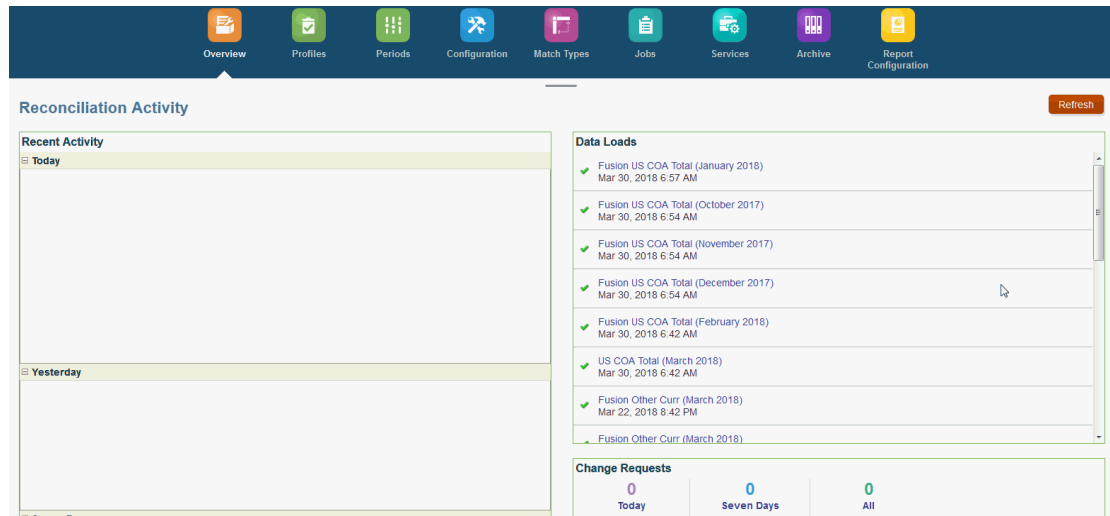 Overview
Profiles
Periods
Configuration
Match Types
Jobs
Services
Archive
Report
Configuration
Reconciliation Activity
Refresh
Recent Activity
Today
Yesterday
Data Loads
Fusion US COA Total (January 2018)
Mar 30, 2018 6:57 AM
Fusion US COA Total (October 2017)
Mar 30, 2018 6:54 AM
Fusion US COA Total (November 2017)
Mar 30, 2018 6:54 AM
Fusion US COA Total (December 2017)
Mar 30, 2018 6:54 AM
Fusion US COA Total (February 2018)
Mar 30, 2018 6:42 AM
US COA Total (March 2018)
Mar 30, 2018 6:42 AM
Fusion Other Curr (March 2018)
Mar 22, 2018 8:42 PM
Fusion Other Curr (March 2018)
Change Requests
0
Today
0
Seven Days
0
All